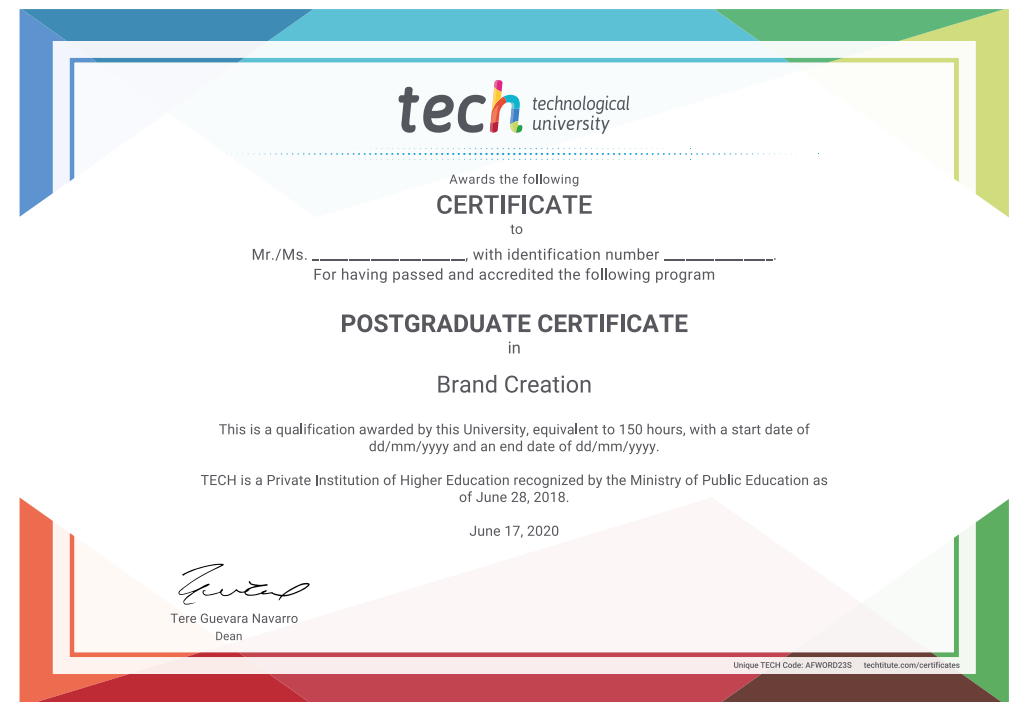 tech technological
university
Awards the following
CERTIFICATE
to
Mr./Ms. ________________, with identification number ____________.
For having passed and accredited the following program
POSTGRADUATE CERTIFICATE
in
Brand Creation
This is a qualification awarded by this University, equivalent to 150 hours, with a start date of
dd/mm/yyyy and an end date of dd/mm/yyyy.
TECH is a Private Institution of Higher Education recognized by the Ministry of Public Education as
of June 28, 2018.
June 17, 2020
Tere Guevara Navarro
Dean
Unique TECH Code: AFWORD23S techtitute.com/certificates